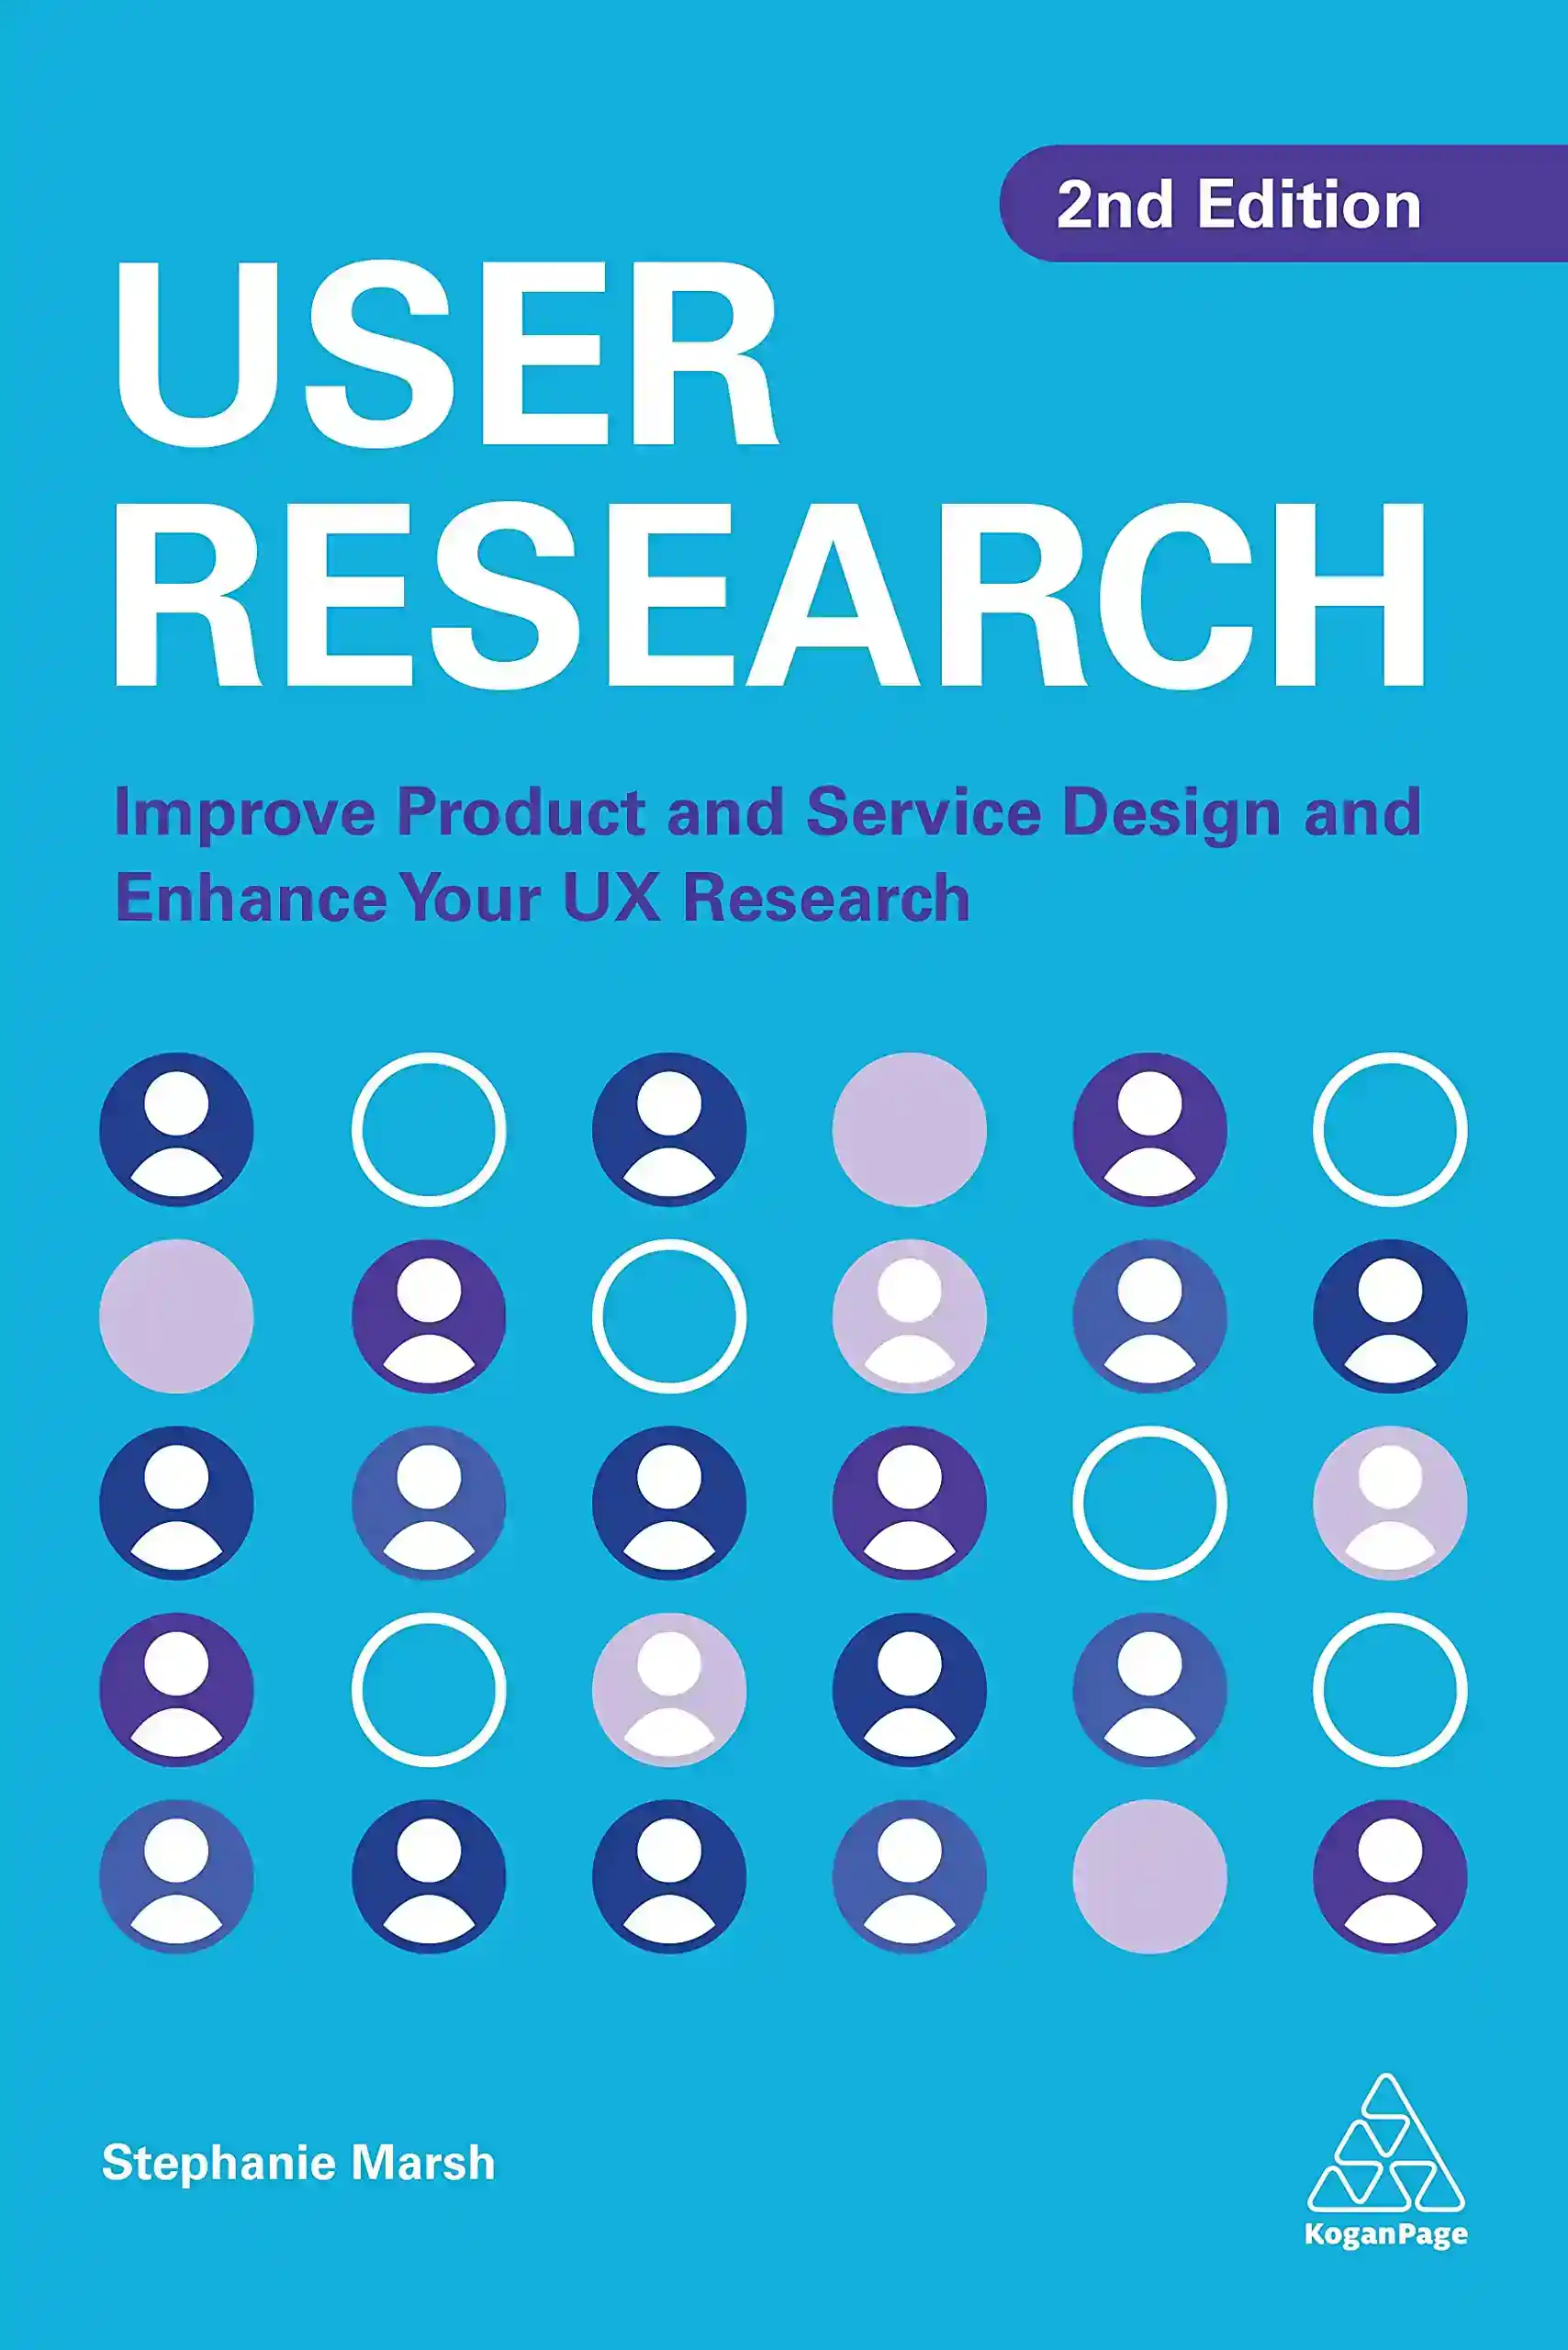 2nd Edition
USER
RESEARCH
Improve Product and Service Design and
Enhance Your UX Research
Stephanie Marsh
KoganPage